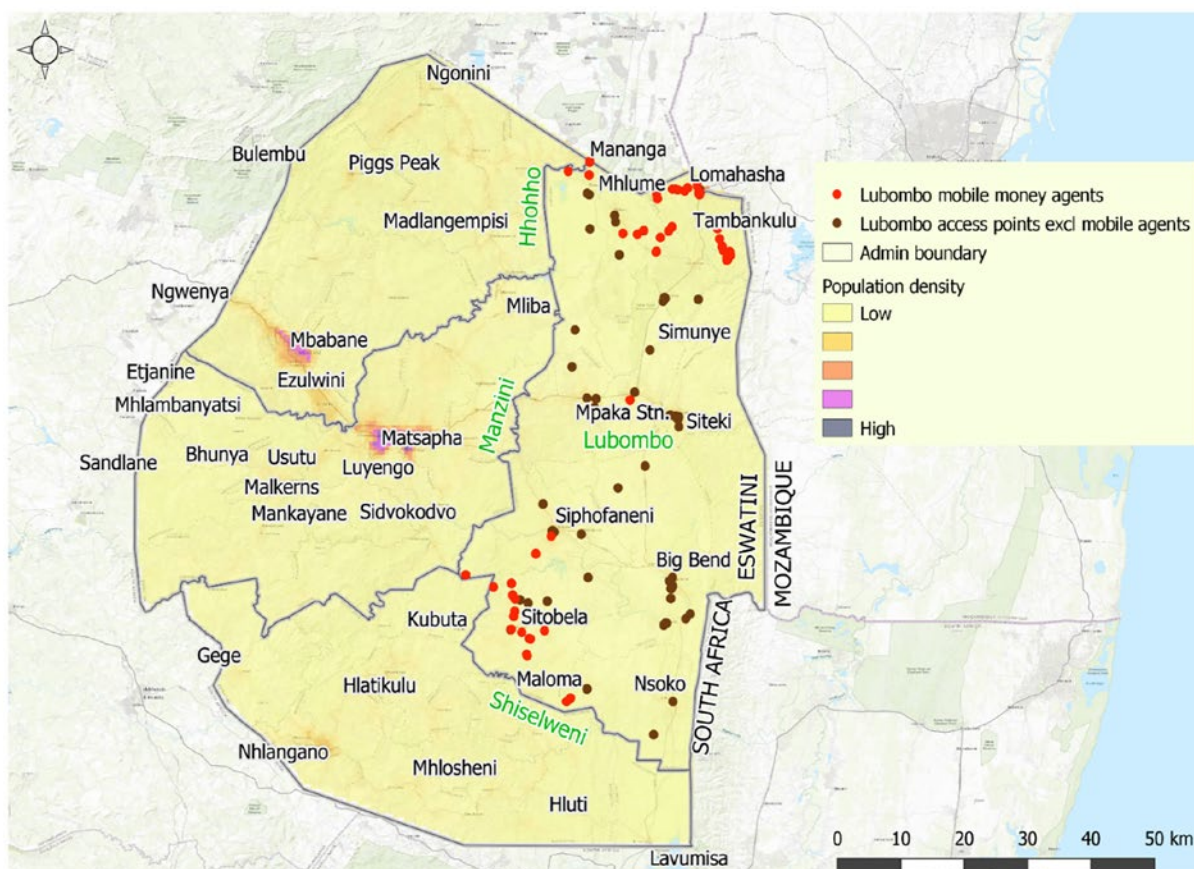 Ngonini
Mananga
Bulembu
Piggs Peak
Hhohho
Mhlume
Lomahasha
Madlangempisi
Tambankulu
Ngwenya
Mliba
Mbabane
Simunye
Etjanine
Ezulwini
Mhlambanyatsi
Manzini
Mpaka Stn.
Siteki
Matsapha
Lubombo
Sandlane
Bhunya
Usutu
Luyengo
Malkerns
Mankayane
Sidvokodvo
Siphofaneni
ESWATINI
MOZAMBIQUE
Big Bend
Kubuta
Sitobela
Gege
SOUTH AFRICA
Hlatikulu
Maloma
Nsoko
Shiselweni
Nhlangano
Mhlosheni
Hluti
Lavumisa
Lubombo mobile money agents
Lubombo access points excl mobile agents
Admin boundary
Population density
Low
High
0 10 20 30 40 50 km